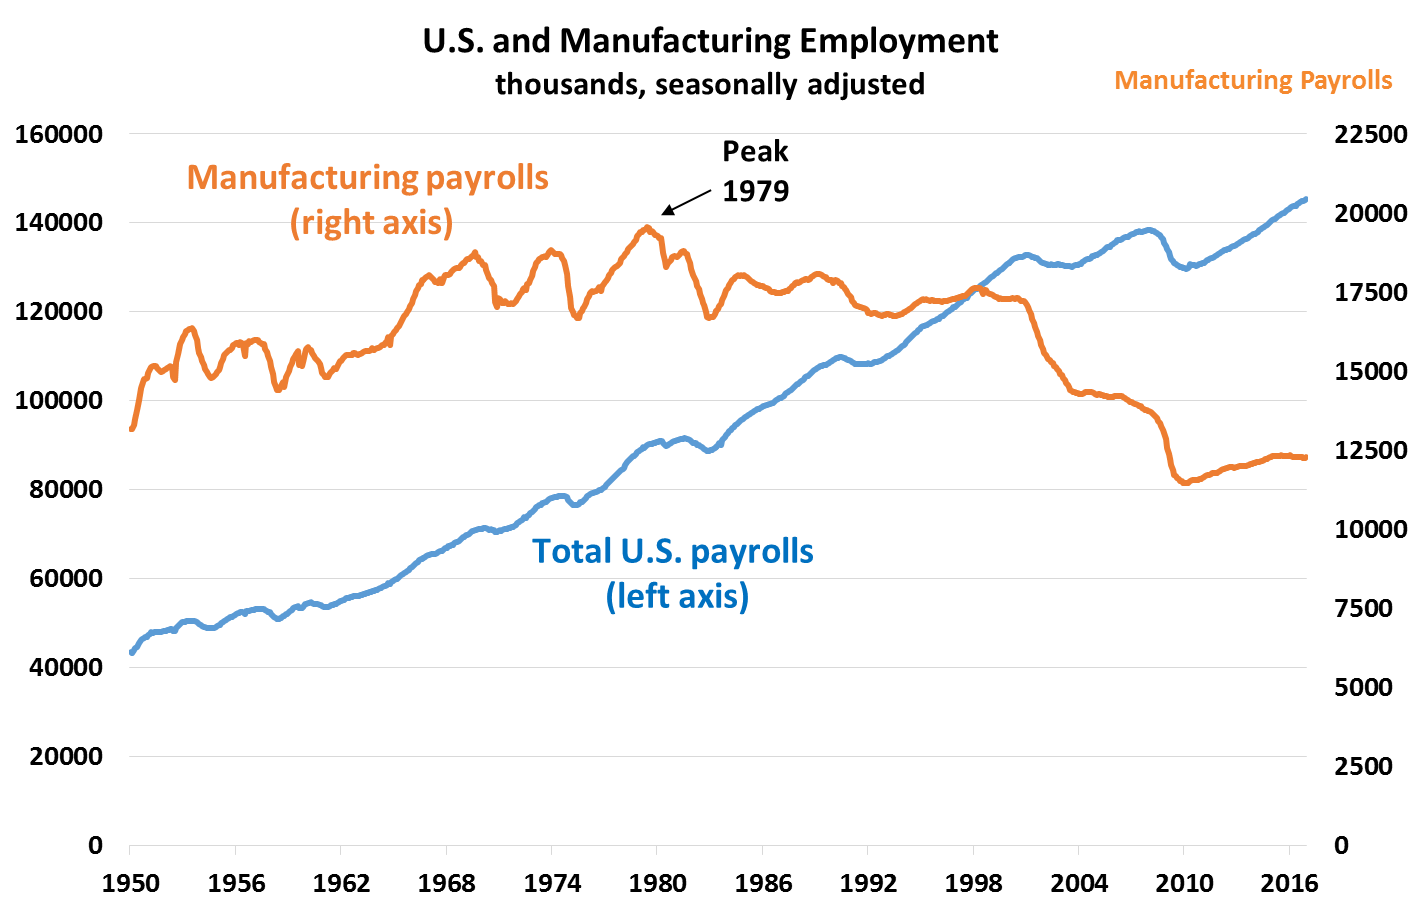 U.S. and Manufacturing Employment
thousands, seasonally adjusted
Manufacturing Payrolls
160000
140000
120000
100000
80000
60000
40000
20000
0
Manufacturing payrolls
(right axis)
Peak
1979
Total U.S. payrolls
(left axis)
22500
20000
17500
15000
12500
10000
7500
5000
2500
0
1950 1956 1962 1968 1974 1980 1986 1992 1998 2004 2010 2016